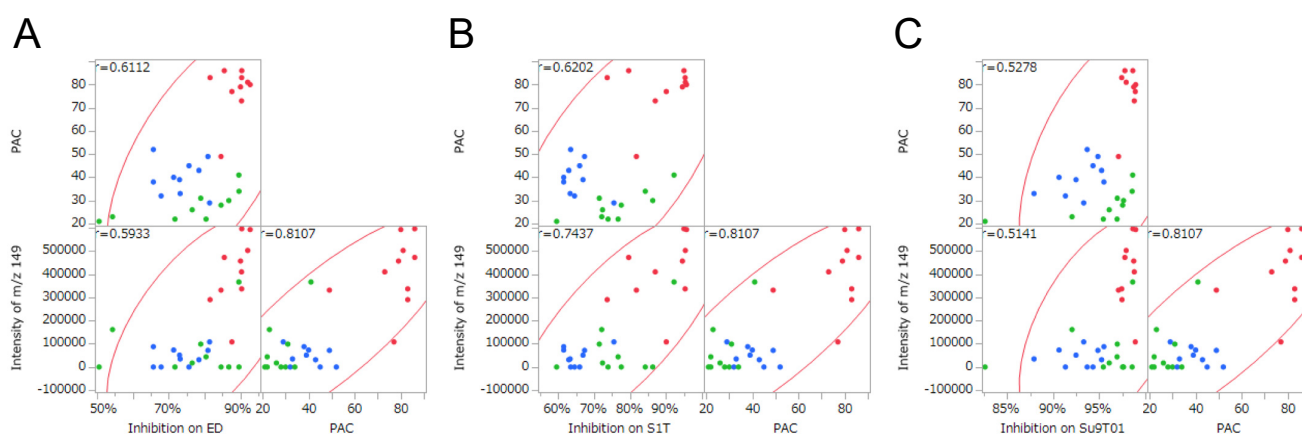 A
B
C
r=0.6112
r=0.6202
r=0.5278
PAC
80
70
60
50
40
30
20
PAC
80
70
60
50
40
30
20
PAC
80
70
60
50
40
30
20
r=0.5933
r=0.8107
r=0.7437
r=0.8107
r=0.5141
r=0.8107
Intensity of m/z 149
500000
400000
300000
200000
100000
0
-100000
Intensity of m/z 149
500000
400000
300000
200000
100000
0
-100000
Intensity of m/z 149
500000
400000
300000
200000
100000
0
-100000
50% 70% 90% 20 40 60 80
60% 70% 80% 90% 20 40 60 80
85% 90% 95% 20 40 60 80
Inhibition on ED PAC
Inhibition on S1T PAC
Inhibition on Su9T01 PAC